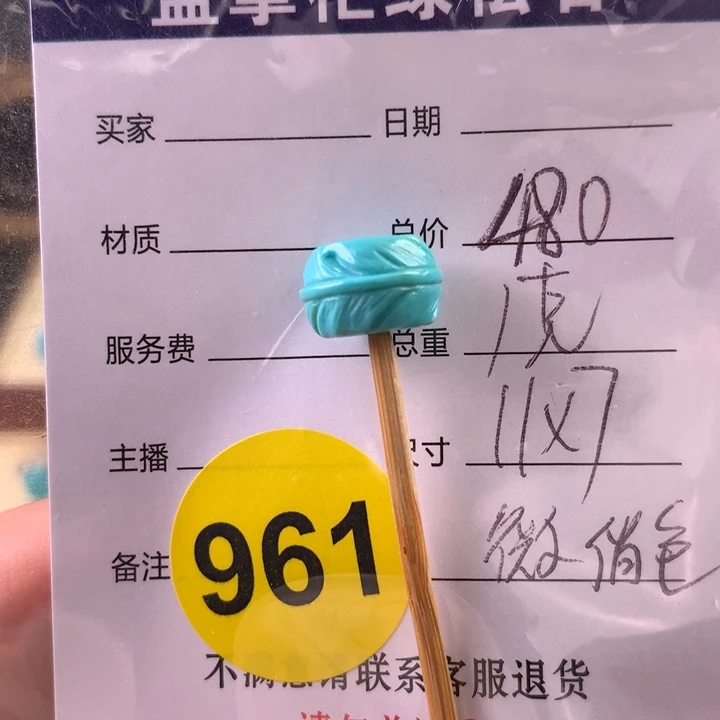 买家 日期
材质 总价 480
服务费 总重 1克
主播 尺寸 11x7
备注 961 微俏色
不满意请联系客服退货